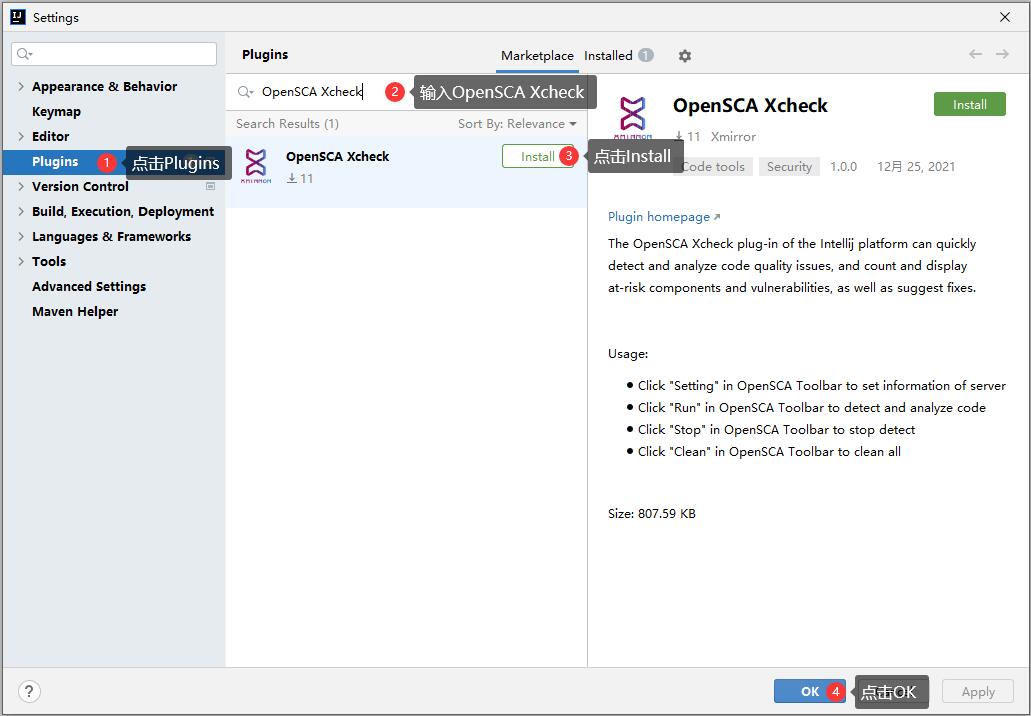 Settings
Plugins
Marketplace
Installed 1
Appearance & Behavior
Keymap
Editor
Plugins 1 点击Plugins
Version Control
Build, Execution, Deployment
Languages & Frameworks
Tools
Advanced Settings
Maven Helper
OpenSCA Xcheck 2 输入OpenSCA Xcheck
Search Results (1)
Sort By: Relevance
OpenSCA Xcheck
11
Install 3 点击Install
OpenSCA Xcheck
Install
11 Xmirror
Code tools
Security
1.0.0
12月 25, 2021
Plugin homepage
The OpenSCA Xcheck plug-in of the Intellij platform can quickly
detect and analyze code quality issues, and count and display
at-risk components and vulnerabilities, as well as suggest fixes.
Usage:
Click "Setting" in OpenSCA Toolbar to set information of server
Click "Run" in OpenSCA Toolbar to detect and analyze code
Click "Stop" in OpenSCA Toolbar to stop detect
Click "Clean" in OpenSCA Toolbar to clean all
Size: 807.59 KB
?
OK 4 点击OK
Apply